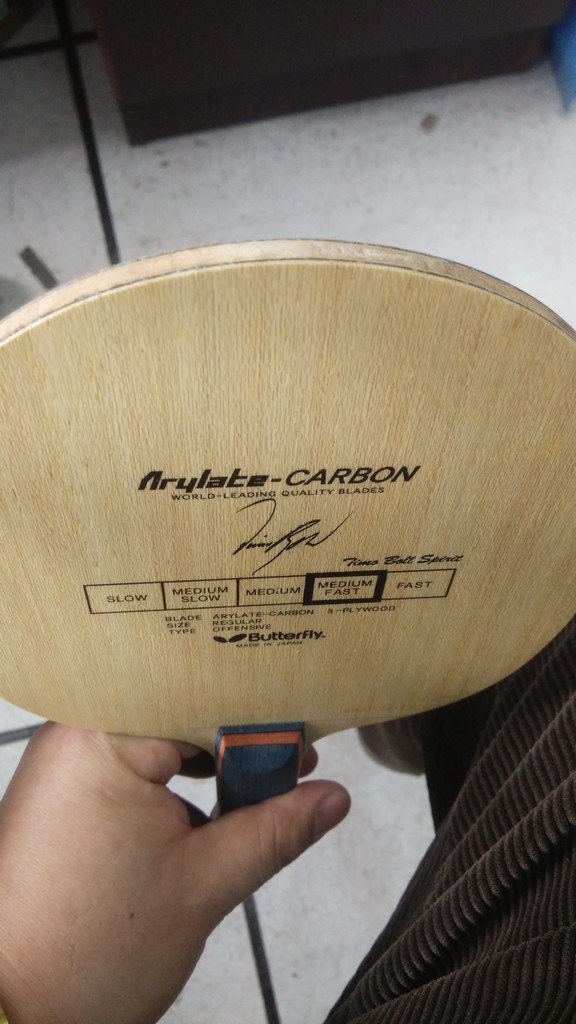 Arylate-CARBON
WORLD-LEADING QUALITY BLADES
Timo Boll Spirit
SLOW MEDIUM SLOW MEDIUM MEDIUM FAST FAST
BLADE ARYLATE-CARBON 5-PLYWOOD
SIZE REGULAR
TYPE OFFENSIVE
Butterfly
MADE IN JAPAN